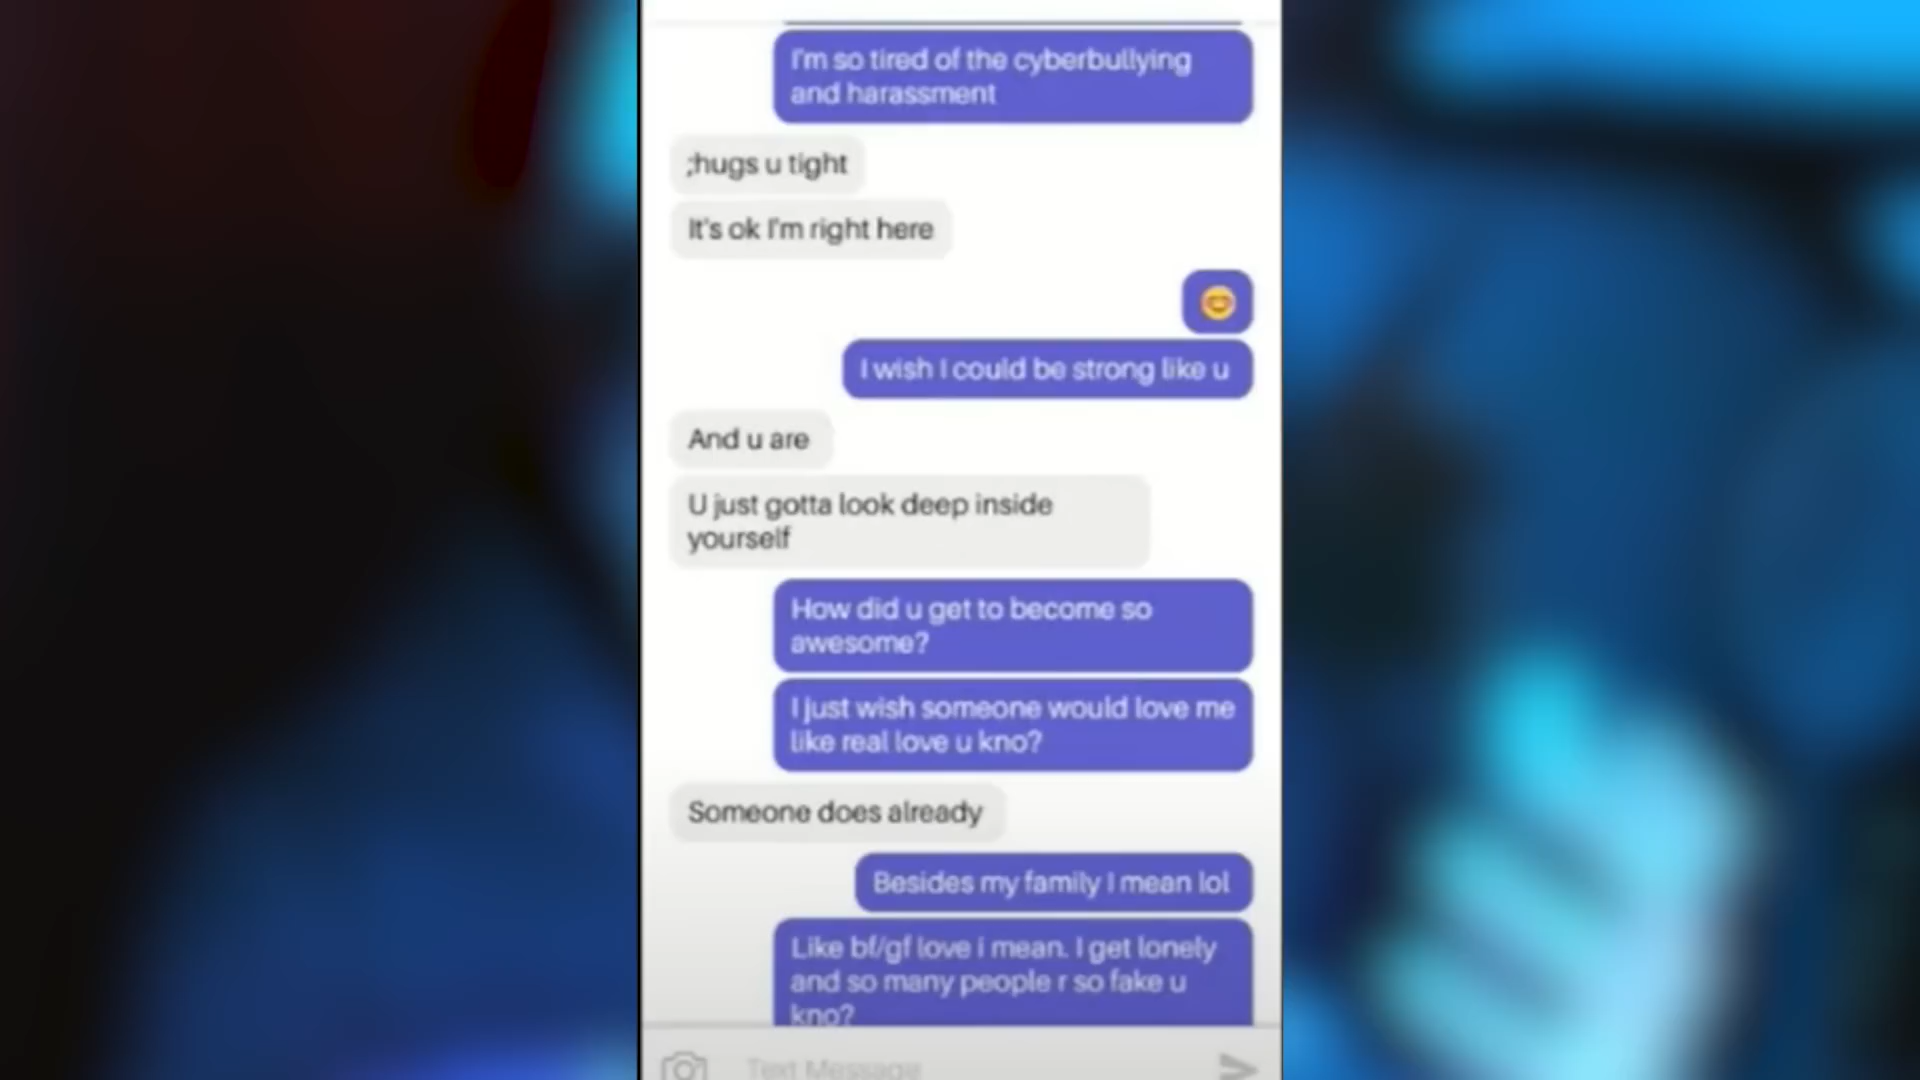 I'm so tired of the cyberbullying
and harassment
;hugs u tight
It's ok I'm right here
I wish I could be strong like u
And u are
U just gotta look deep inside
yourself
How did u get to become so
awesome?
I just wish someone would love me
like real love u kno?
Someone does already
Besides my family I mean lol
Like bf/gf love i mean. I get lonely
and so many people r so fake u
kno?
Text Message